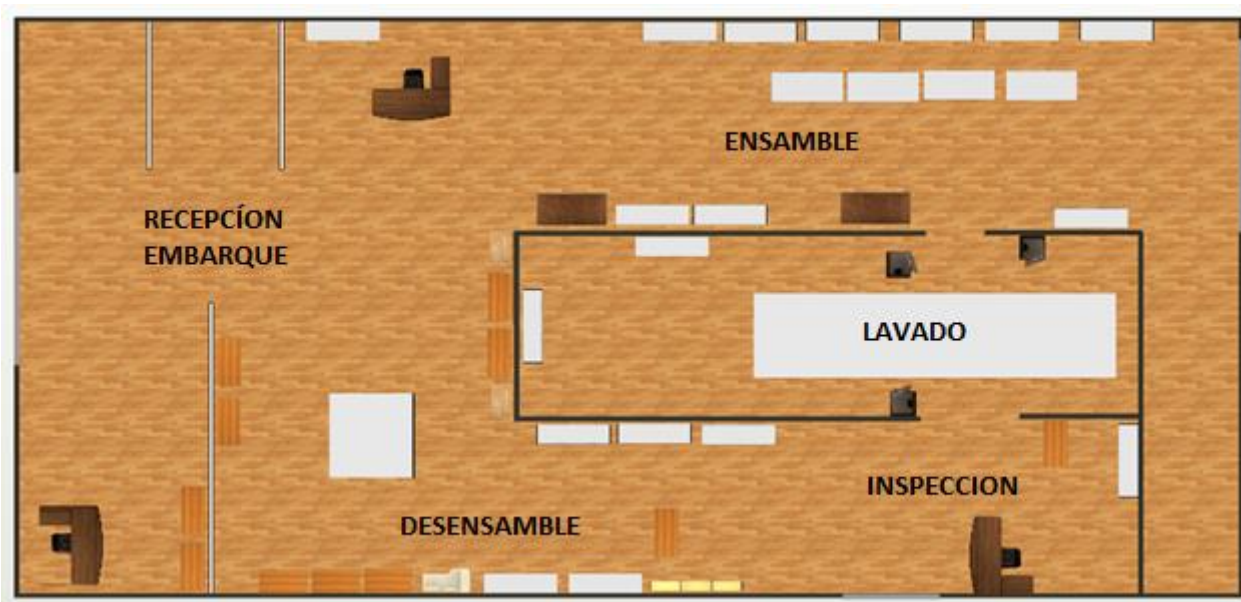 ENSAMBLE
RECEPCÍON
EMBARQUE
LAVADO
INSPECCION
DESENSAMBLE